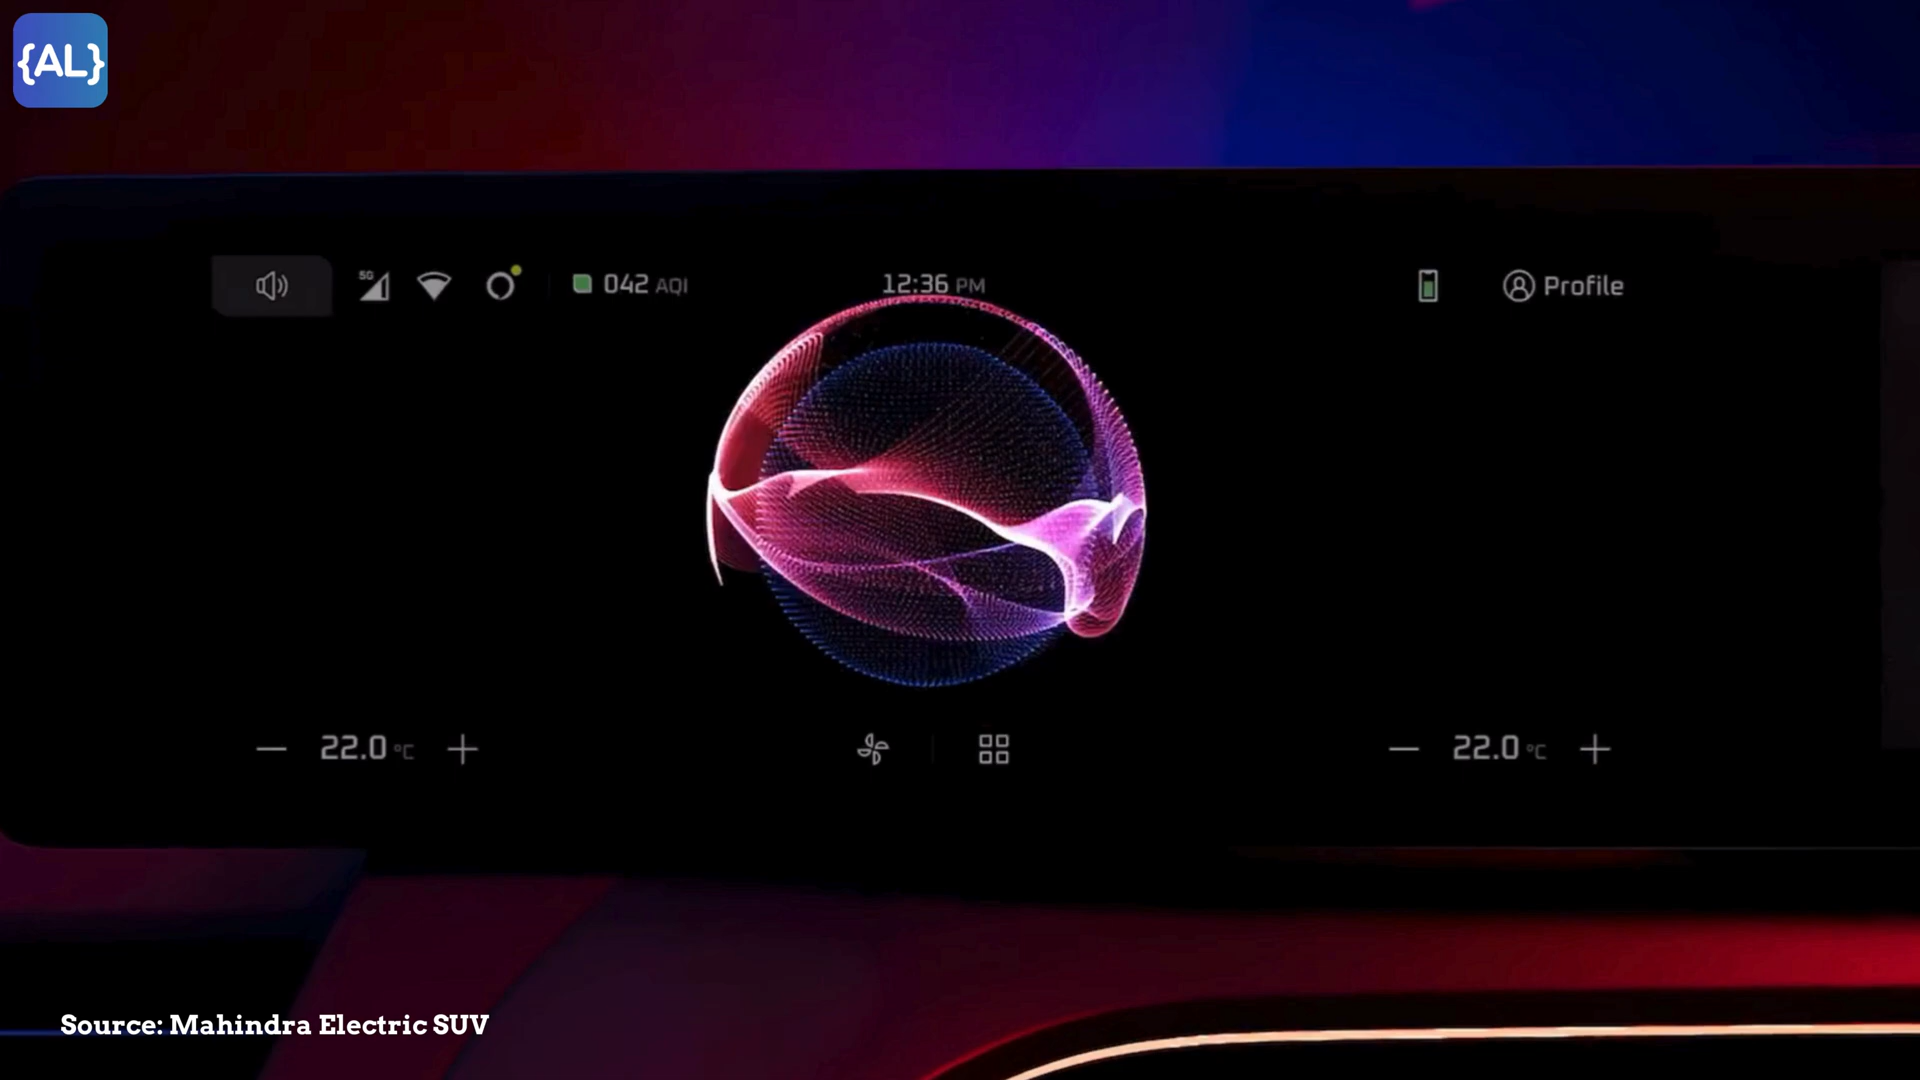 {AL}
5G
042 AQI
12:36 PM
Profile
22.0 °C
22.0 °C
Source: Mahindra Electric SUV